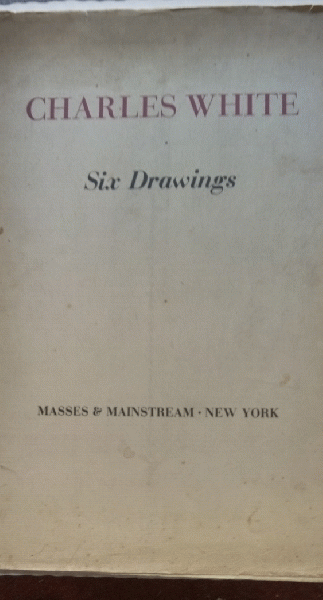 CHARLES WHITE
Six Drawings
MASSES & MAINSTREAM · NEW YORK